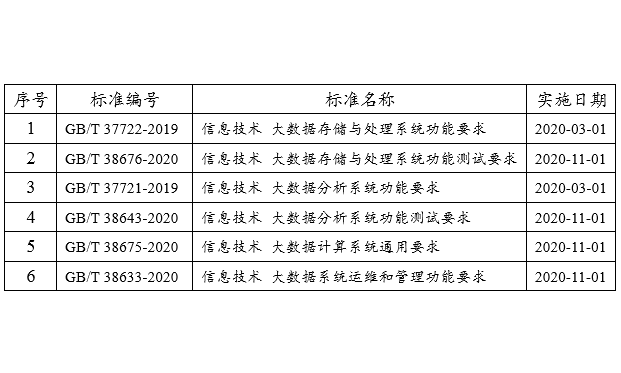 序号 标准编号 标准名称 实施日期
1 GB/T 37722-2019 信息技术 大数据存储与处理系统功能要求 2020-03-01
2 GB/T 38676-2020 信息技术 大数据存储与处理系统功能测试要求 2020-11-01
3 GB/T 37721-2019 信息技术 大数据分析系统功能要求 2020-03-01
4 GB/T 38643-2020 信息技术 大数据分析系统功能测试要求 2020-11-01
5 GB/T 38675-2020 信息技术 大数据计算系统通用要求 2020-11-01
6 GB/T 38633-2020 信息技术 大数据系统运维和管理功能要求 2020-11-01